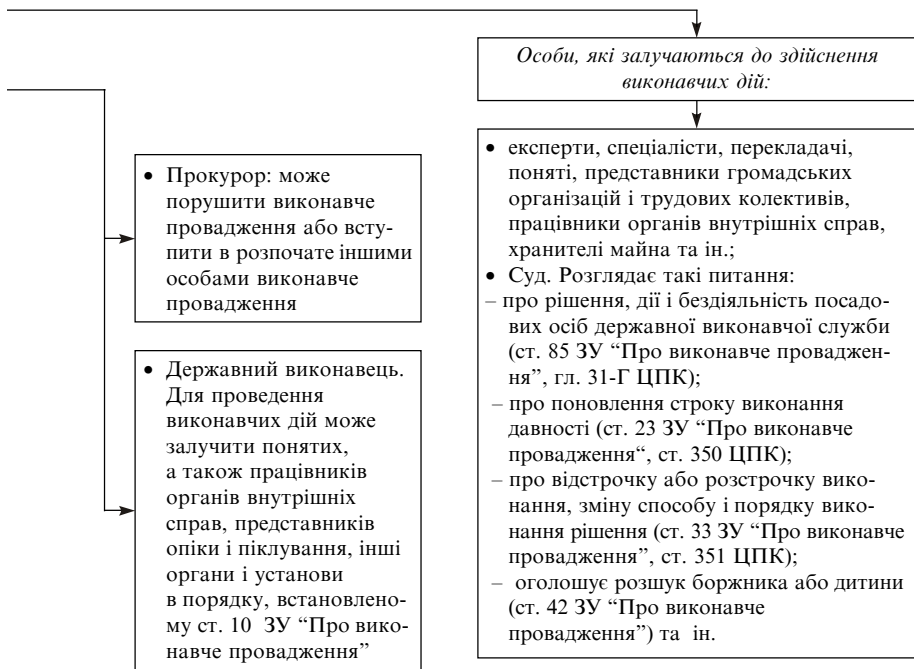 Особи, які залучаються до здійснення
виконавчих дій:
• Прокурор: може
порушити виконавче
провадження або всту-
пити в розпочате іншими
особами виконавче
провадження
• Державний виконавець.
Для проведення
виконавчих дій може
залучити понятих,
а також працівників
органів внутрішніх
справ, представників
опіки і піклування, інші
органи і установи
в порядку, встановлено-
му ст. 10 ЗУ “Про вико-
навче провадження”
• експерти, спеціалісти, перекладачі,
поняті, представники громадських
організацій і трудових колективів,
працівники органів внутрішніх справ,
хранителі майна та ін.;
• Суд. Розглядає такі питання:
– про рішення, дії і бездіяльність посадо-
вих осіб державної виконавчої служби
(ст. 85 ЗУ “Про виконавче проваджен-
ня”, гл. 31-Г ЦПК);
– про поновлення строку виконання
давності (ст. 23 ЗУ “Про виконавче
провадження“, ст. 350 ЦПК);
– про відстрочку або розстрочку вико-
нання, зміну способу і порядку вико-
нання рішення (ст. 33 ЗУ “Про виконавче
провадження”, ст. 351 ЦПК);
– оголошує розшук боржника або дитини
(ст. 42 ЗУ “Про виконавче
провадження”) та ін.